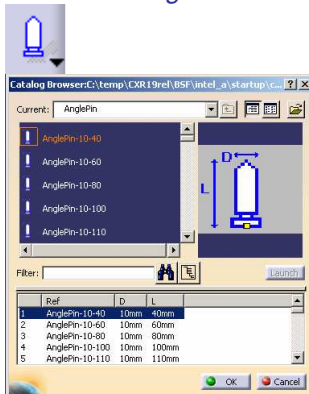 Catalog Browser:C:\temp\CXR19rel\BSF\intel_a\startup\c...
Current: AnglePin
AnglePin-10-40
AnglePin-10-60
AnglePin-10-80
AnglePin-10-100
AnglePin-10-110
D
L
Filter:
Launch
Ref D L
1 AnglePin-10-40 10mm 40mm
2 AnglePin-10-60 10mm 60mm
3 AnglePin-10-80 10mm 80mm
4 AnglePin-10-100 10mm 100mm
5 AnglePin-10-110 10mm 110mm
OK Cancel